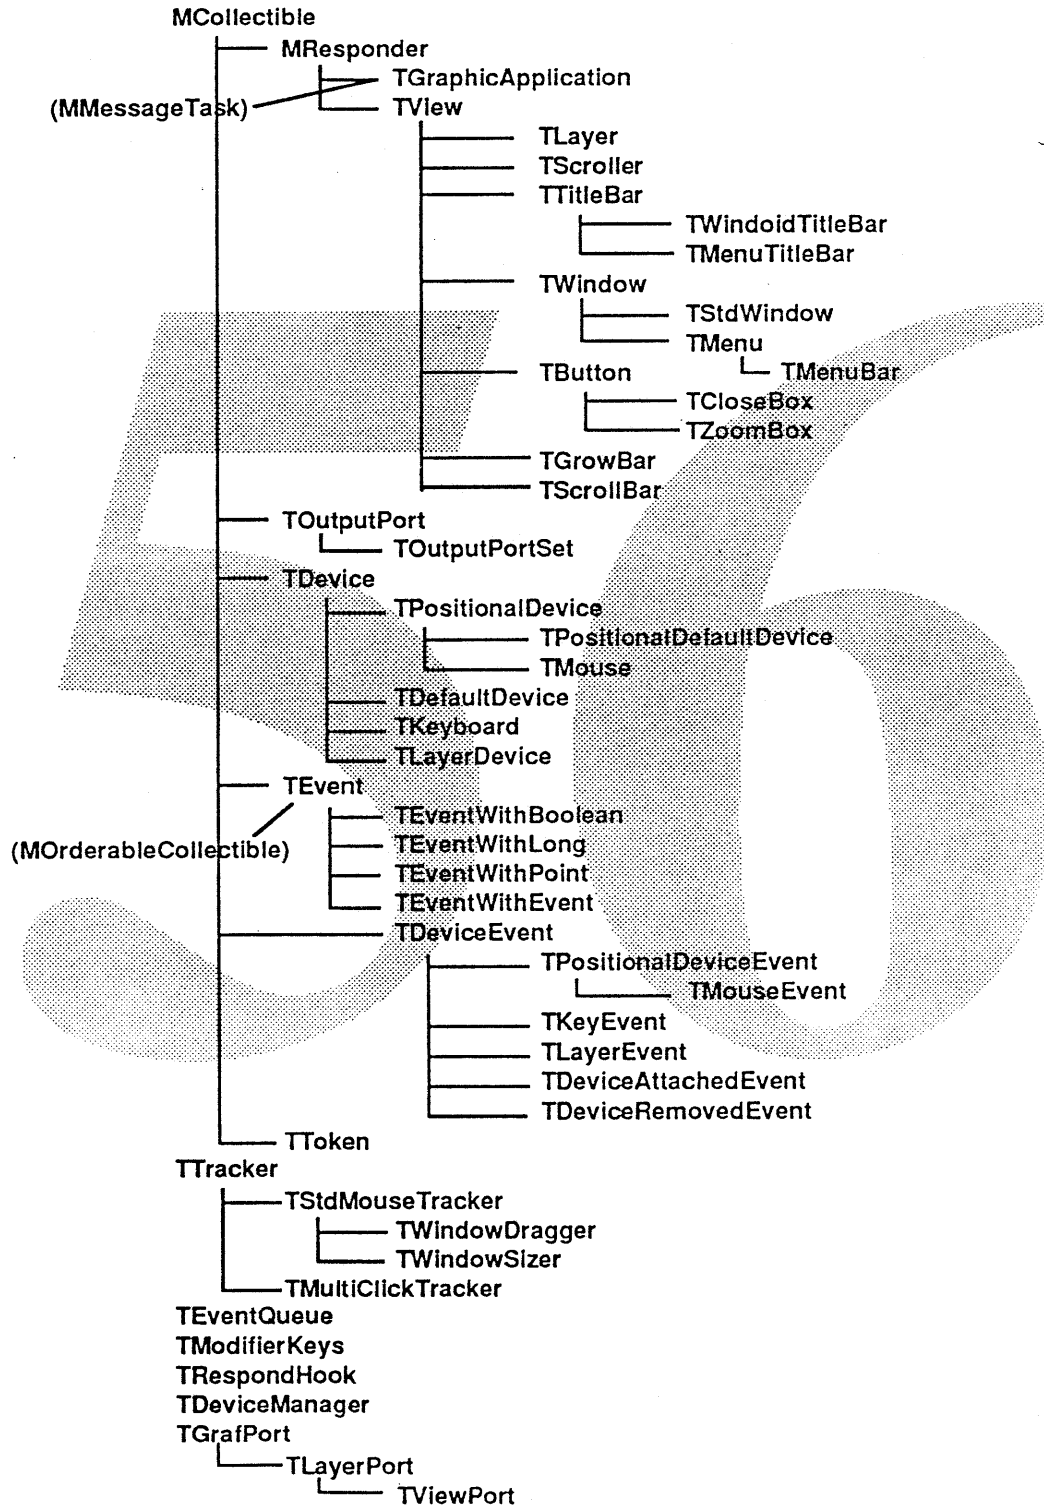 MCollectible
MResponder
TGraphicApplication
(MMessageTask)
TView
TLayer
TScroller
TTitleBar
TWindoidTitleBar
TMenuTitleBar
TWindow
TStdWindow
TMenu
TButton
TMenuBar
TCloseBox
TZoomBox
TGrowBar
TScrollBar
TOutputPort
TOutputPortSet
TDevice
TPositionalDevice
TPositionalDefaultDevice
TMouse
TDefaultDevice
TKeyboard
TLayerDevice
TEvent
TEventWithBoolean
(MOrderableCollectible)
TEventWithLong
TEventWithPoint
TEventWithEvent
TDeviceEvent
TPositionalDeviceEvent
TMouseEvent
TKeyEvent
TLayerEvent
TDeviceAttachedEvent
TDeviceRemovedEvent
TToken
TTracker
TStdMouseTracker
TWindowDragger
TWindowSizer
TMultiClickTracker
TEventQueue
TModifierKeys
TRespondHook
TDeviceManager
TGrafPort
TLayerPort
TViewPort
56